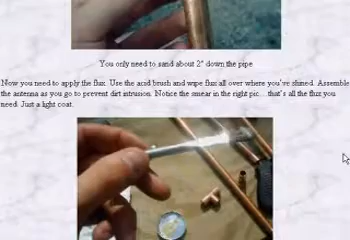 You only need to sand about 2" down the pipe
Now you need to apply the flux. Use the acid brush and wipe flux all over where you've shined. Assemble
the antenna as you go to prevent dirt intrusion. Notice the smear in the right pic... that's all the flux you
need. Just a light coat.